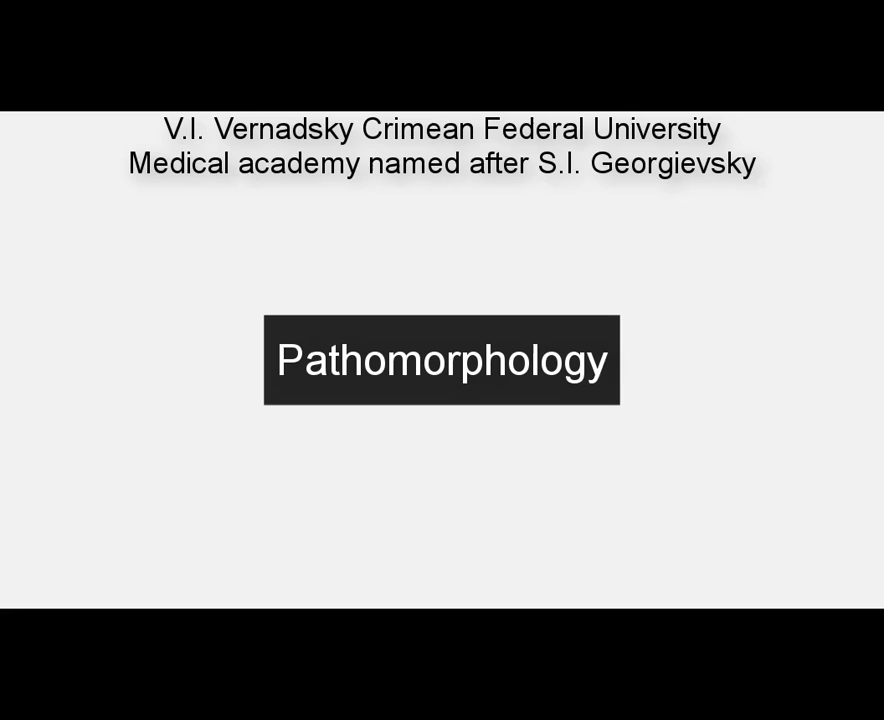 V.I. Vernadsky Crimean Federal University
Medical academy named after S.I. Georgievsky
Pathomorphology